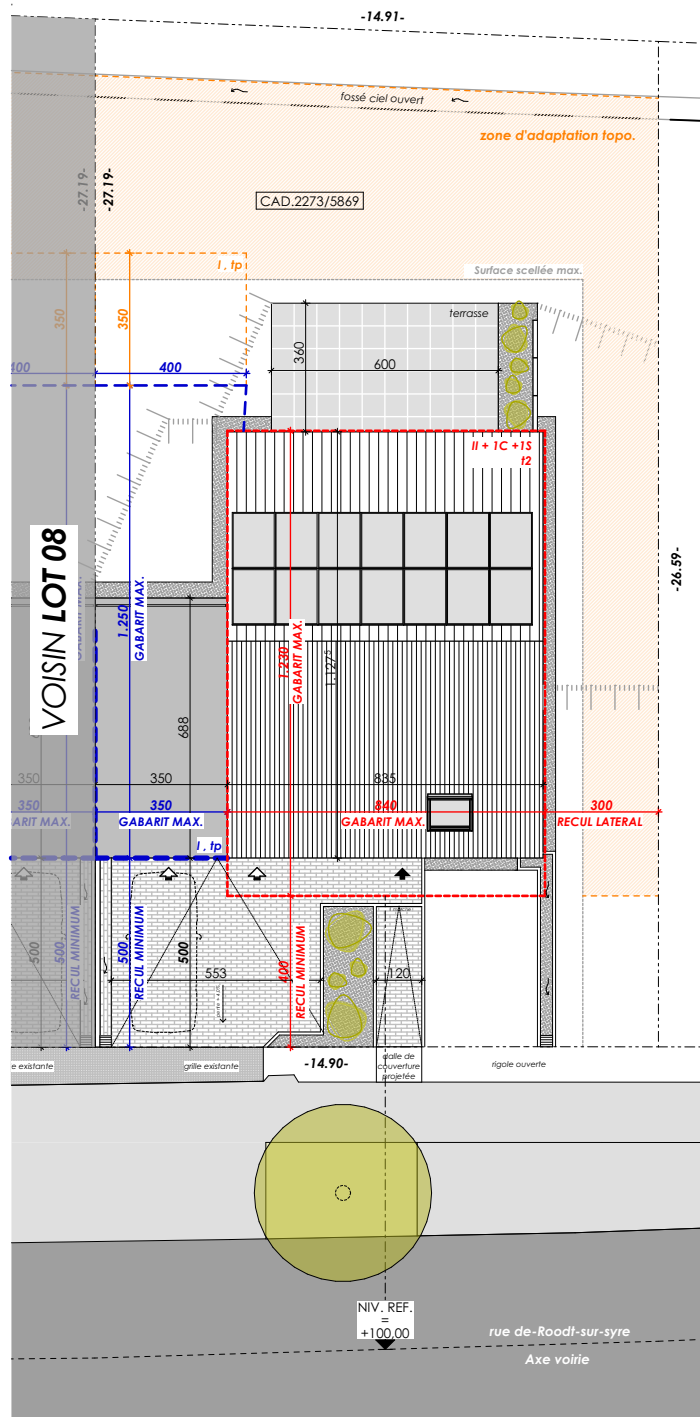 -14.91-
fossé ciel ouvert
zone d'adaptation topo.
-27.19-
-27.19-
CAD.2273/5869
I , tp
Surface scellée max.
350
350
terrasse
360
400
400
600
II + 1C +1S
t2
-26.59-
VOISIN LOT 08
GABARIT MAX.
1.250
GABARIT MAX.
1.230
GABARIT MAX.
1.127⁵
688
350
350
835
350
350
840
300
ARIT MAX.
GABARIT MAX.
GABARIT MAX.
RECUL LATERAL
I , tp
500
500
RECUL MINIMUM
500
RECUL MINIMUM
500
553
400
RECUL MINIMUM
120
e existante
grille existante
-14.90-
dalle de
couverture
projetée
rigole ouverte
NIV. REF.
=
+100,00
rue de-Roodt-sur-syre
Axe voirie